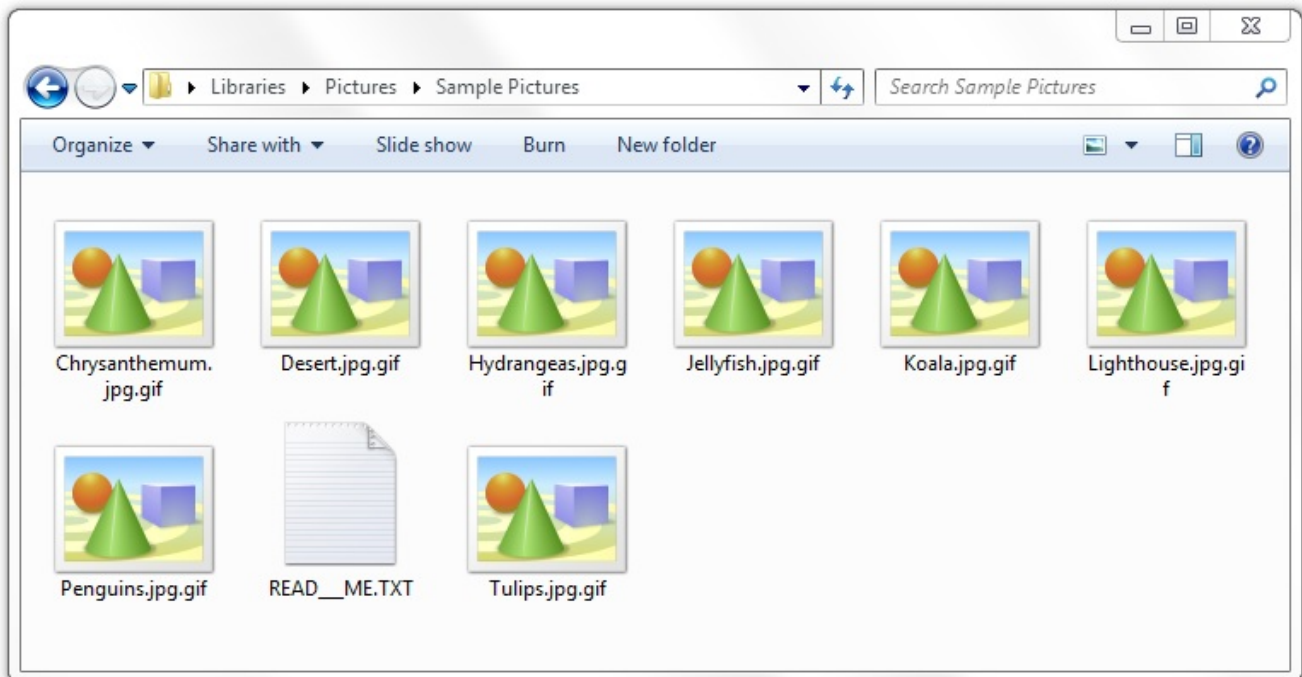 Libraries Pictures Sample Pictures
Search Sample Pictures
Organize Share with Slide show Burn New folder
Chrysanthemum.
jpg.gif
Desert.jpg.gif
Hydrangeas.jpg.g
if
Jellyfish.jpg.gif
Koala.jpg.gif
Lighthouse.jpg.gi
f
Penguins.jpg.gif
READ__ME.TXT
Tulips.jpg.gif